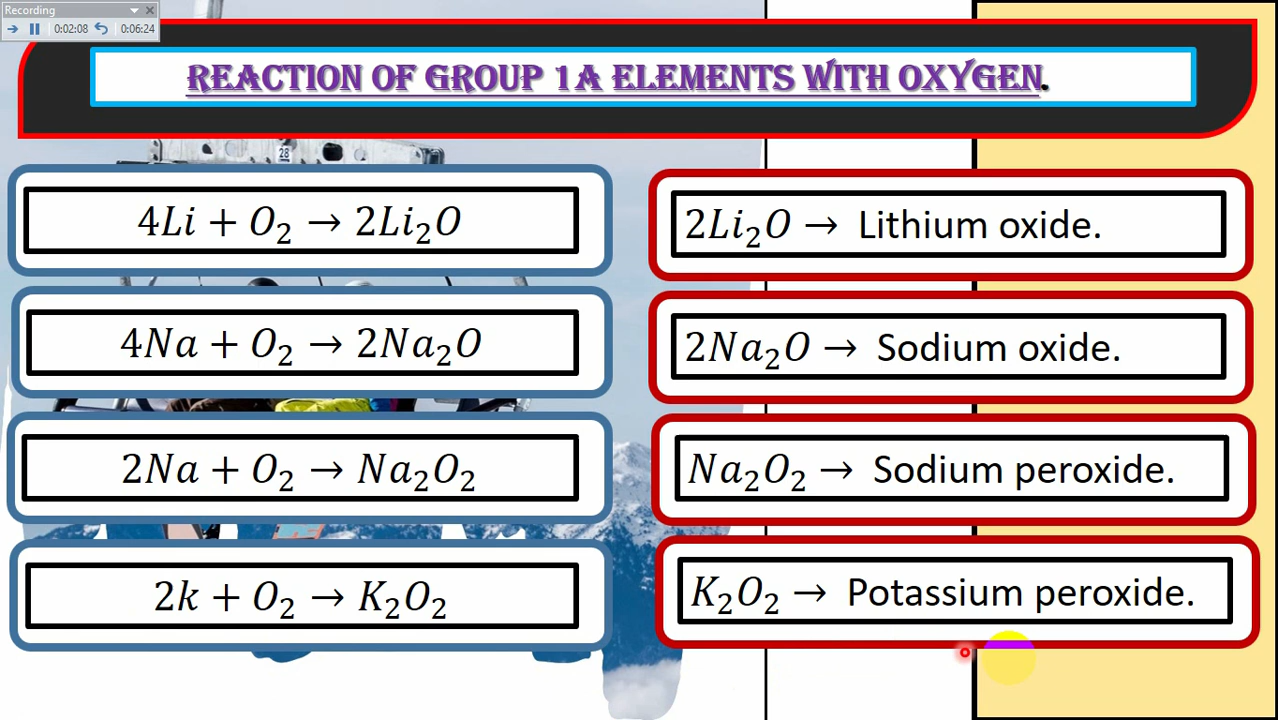 Recording
0:02:08 0:06:24
REACTION OF GROUP 1A ELEMENTS WITH OXYGEN.
28
4Li + O₂ → 2Li₂O
2Li₂O → Lithium oxide.
4Na + O₂ → 2Na₂O
2Na₂O → Sodium oxide.
2Na + O₂ → Na₂O₂
Na₂O₂ → Sodium peroxide.
2k + O₂ → K₂O₂
K₂O₂ → Potassium peroxide.